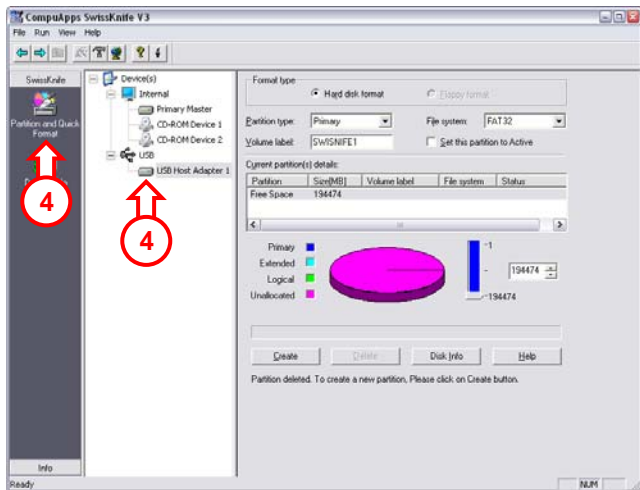 CompuApps SwissKnife V3
File Run View Help
SwissKnife
Partition and Quick
Format
4
Info
Device(s)
Internal
Primary Master
CD-ROM Device 1
CD-ROM Device 2
USB
USB Host Adapter 1
4
Format type
Hard disk format
Floppy format
Partition type: Primary
File system: FAT32
Volume label: SWISNIFE1
Set this partition to Active
Current partition(s) details:
Partition Size[MB] Volume label File system Status
Free Space 194474
Primary
Extended
Logical
Unallocated
-1
-
-194474
194474
Create Delete Disk Info Help
Partition deleted. To create a new partition, Please click on Create button.
Ready
NUM